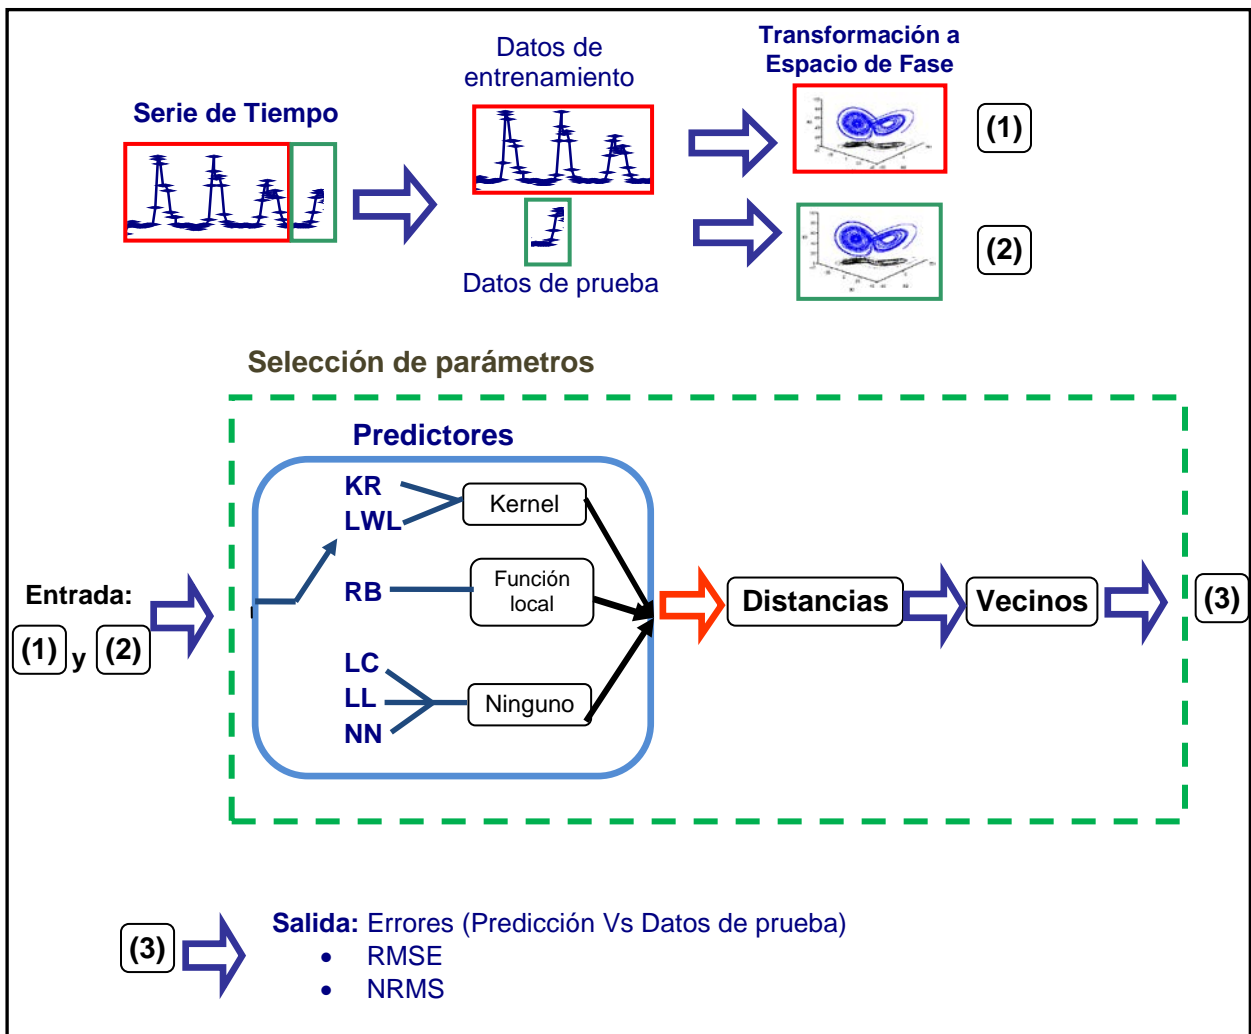 Serie de Tiempo
Datos de
entrenamiento
Datos de prueba
Transformación a
Espacio de Fase
(1)
(2)
Selección de parámetros
Predictores
KR
LWL
Kernel
RB
Función
local
LC
LL
NN
Ninguno
Entrada:
(1) y (2)
Distancias
Vecinos
(3)
(3)
Salida: Errores (Predicción Vs Datos de prueba)
• RMSE
• NRMS